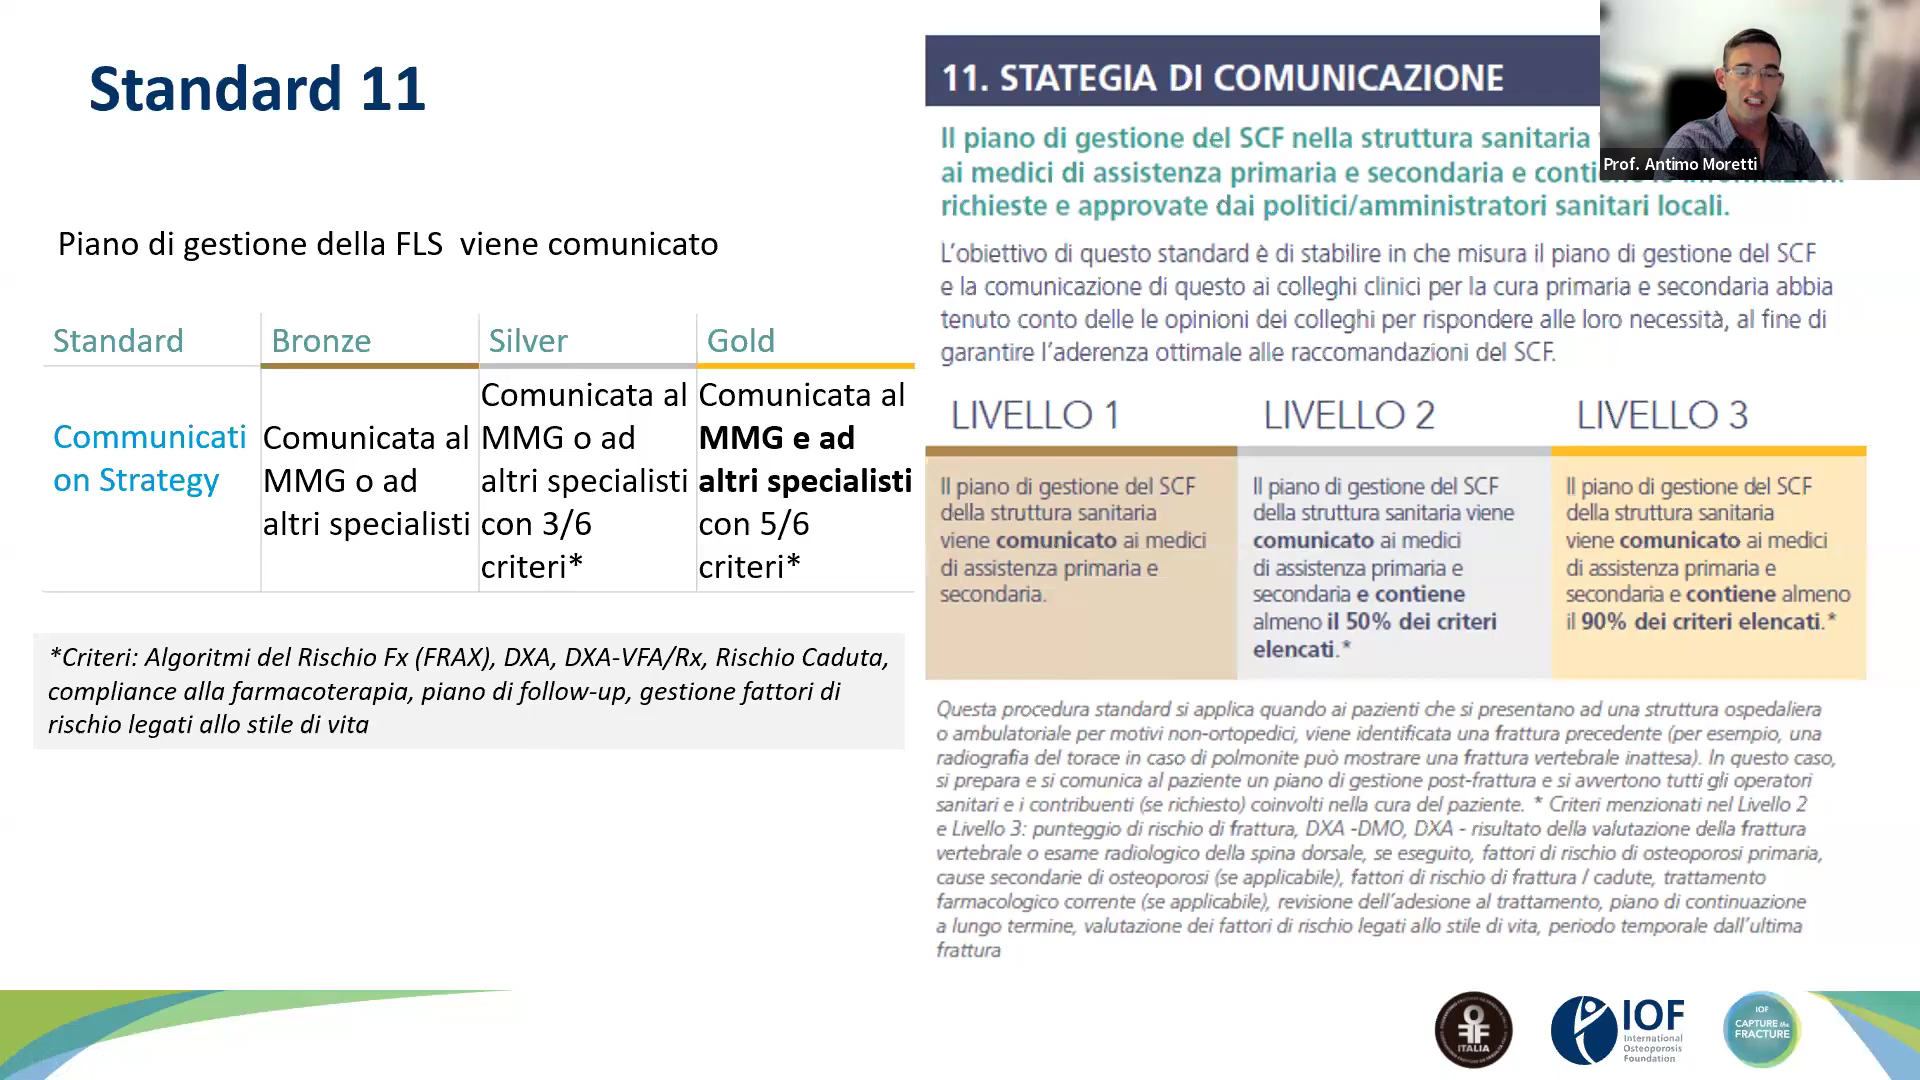 Standard 11
Piano di gestione della FLS viene comunicato
Standard Bronze Silver Gold
Communicati
on Strategy
Comunicata al
MMG o ad
altri specialisti
Comunicata al
MMG o ad
altri specialisti
con 3/6
criteri*
Comunicata al
MMG e ad
altri specialisti
con 5/6
criteri*
*Criteri: Algoritmi del Rischio Fx (FRAX), DXA, DXA-VFA/Rx, Rischio Caduta,
compliance alla farmacoterapia, piano di follow-up, gestione fattori di
rischio legati allo stile di vita
11. STATEGIA DI COMUNICAZIONE
Il piano di gestione del SCF nella struttura sanitaria
ai medici di assistenza primaria e secondaria e
richieste e approvate dai politici/amministratori sanitari locali.
L'obiettivo di questo standard è di stabilire in che misura il piano di gestione del SCF
e la comunicazione di questo ai colleghi clinici per la cura primaria e secondaria abbia
tenuto conto delle le opinioni dei colleghi per rispondere alle loro necessità, al fine di
garantire l'aderenza ottimale alle raccomandazioni del SCF.
LIVELLO 1
Il piano di gestione del SCF
della struttura sanitaria
viene comunicato ai medici
di assistenza primaria e
secondaria.
LIVELLO 2
Il piano di gestione del SCF
della struttura sanitaria viene
comunicato ai medici
di assistenza primaria e
secondaria e contiene
almeno il 50% dei criteri
elencati.*
LIVELLO 3
Il piano di gestione del SCF
della struttura sanitaria
viene comunicato ai medici
di assistenza primaria e
secondaria e contiene almeno
il 90% dei criteri elencati.*
Questa procedura standard si applica quando ai pazienti che si presentano ad una struttura ospedaliera
o ambulatoriale per motivi non-ortopedici, viene identificata una frattura precedente (per esempio, una
radiografia del torace in caso di polmonite può mostrare una frattura vertebrale inattesa). In questo caso,
si prepara e si comunica al paziente un piano di gestione post-frattura e si avvertono tutti gli operatori
sanitari e i contribuenti (se richiesto) coinvolti nella cura del paziente. * Criteri menzionati nel Livello 2
e Livello 3: punteggio di rischio di frattura, DXA -DMO, DXA - risultato della valutazione della frattura
vertebrale o esame radiologico della spina dorsale, se eseguito, fattori di rischio di osteoporosi primaria,
cause secondarie di osteoporosi (se applicabile), fattori di rischio di frattura / cadute, trattamento
farmacologico corrente (se applicabile), revisione dell'adesione al trattamento, piano di continuazione
a lungo termine, valutazione dei fattori di rischio legati allo stile di vita, periodo temporale dall'ultima
frattura
Prof. Antimo Moretti
ITALIA
IOF
International
Osteoporosis
Foundation
IOF
CAPTURE the
FRACTURE